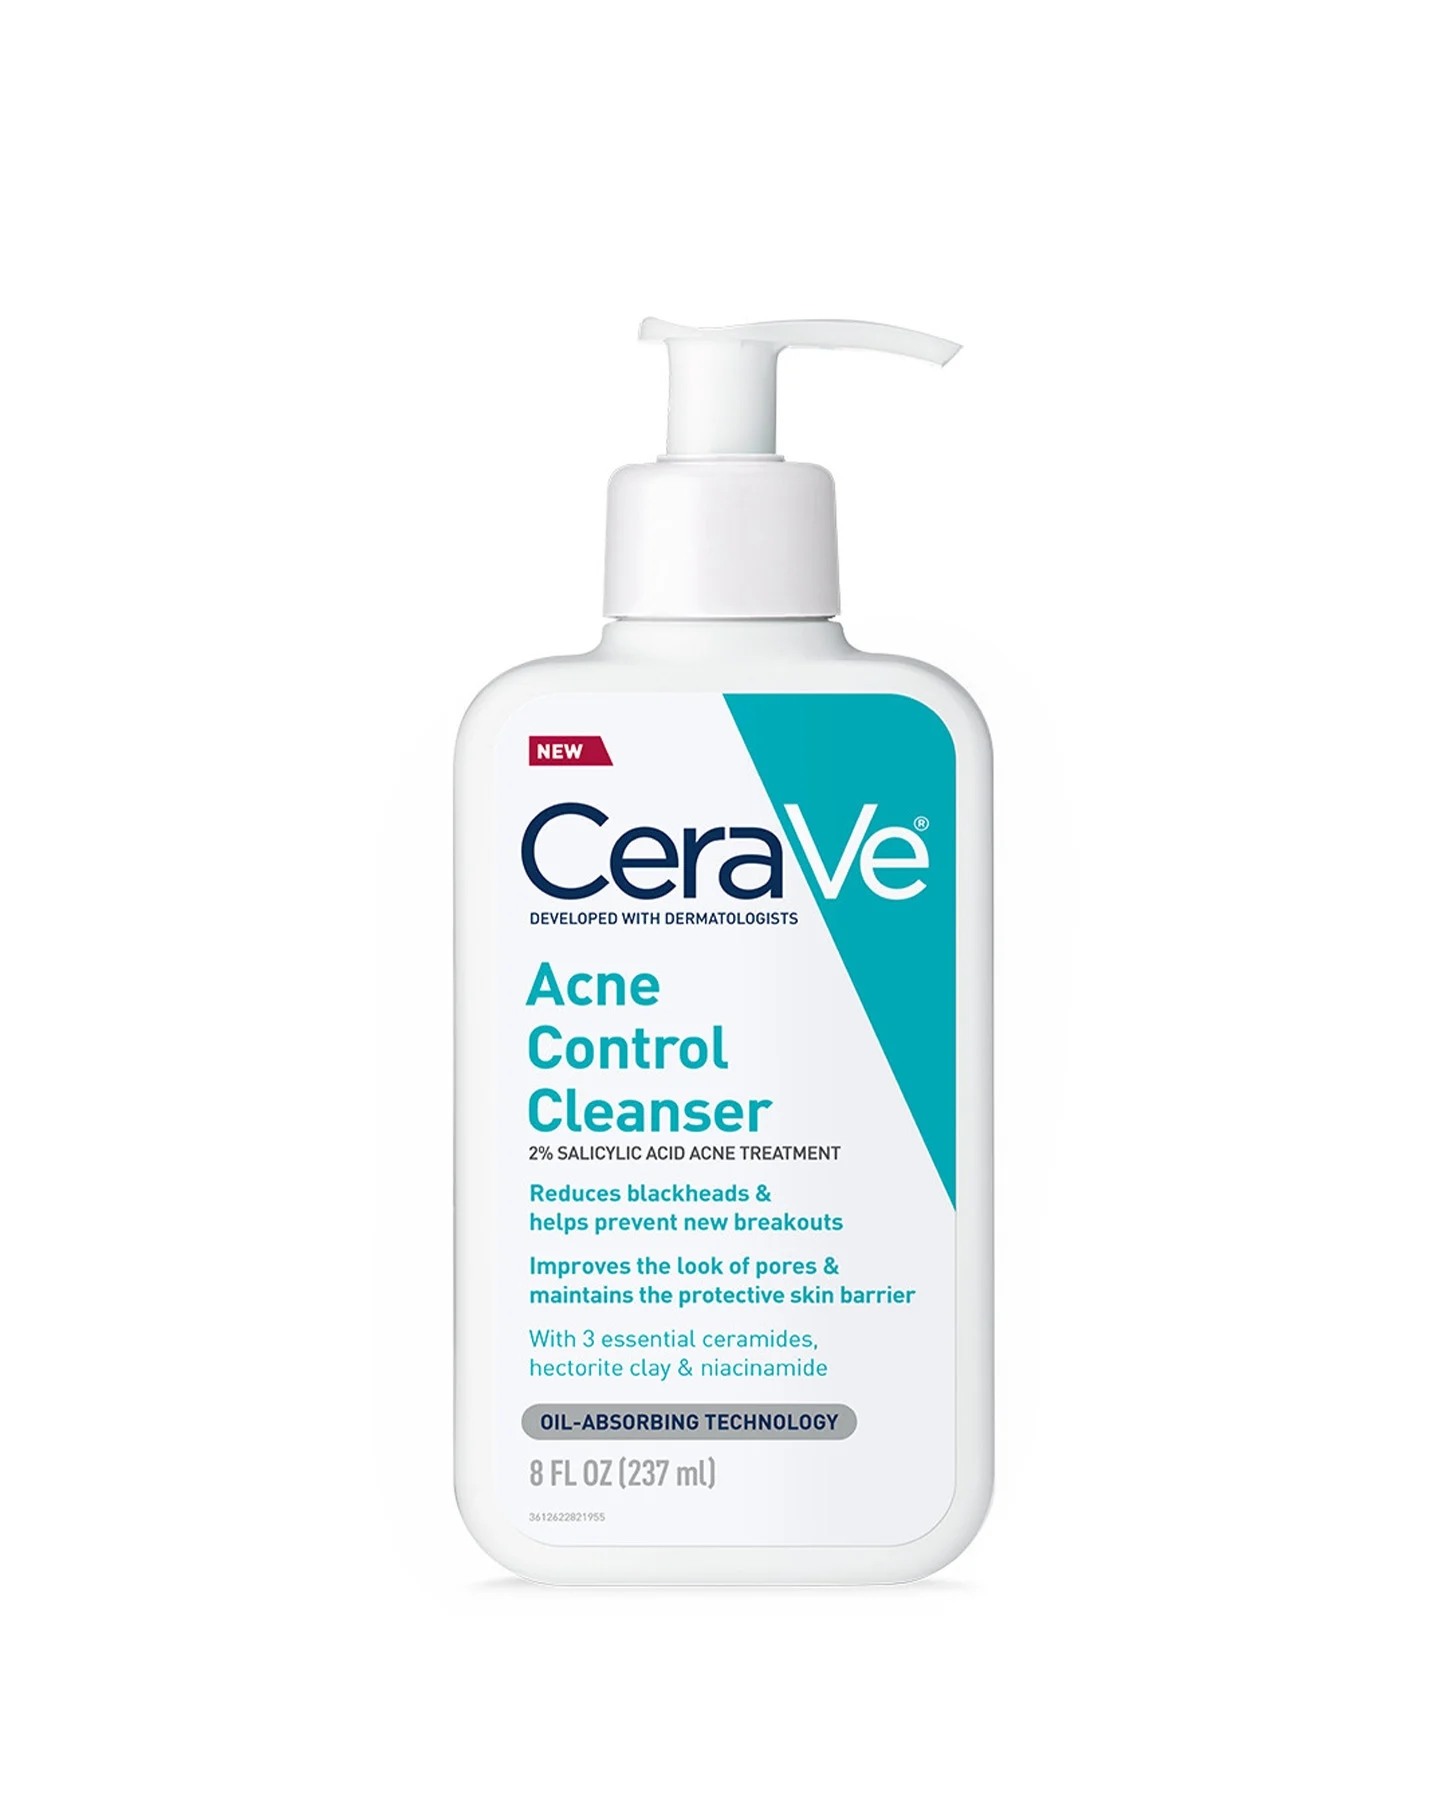 NEW
CeraVe®
DEVELOPED WITH DERMATOLOGISTS
Acne
Control
Cleanser
2% SALICYLIC ACID ACNE TREATMENT
Reduces blackheads &
helps prevent new breakouts
Improves the look of pores &
maintains the protective skin barrier
With 3 essential ceramides,
hectorite clay & niacinamide
OIL-ABSORBING TECHNOLOGY
8 FL OZ (237 ml)
3612622821955